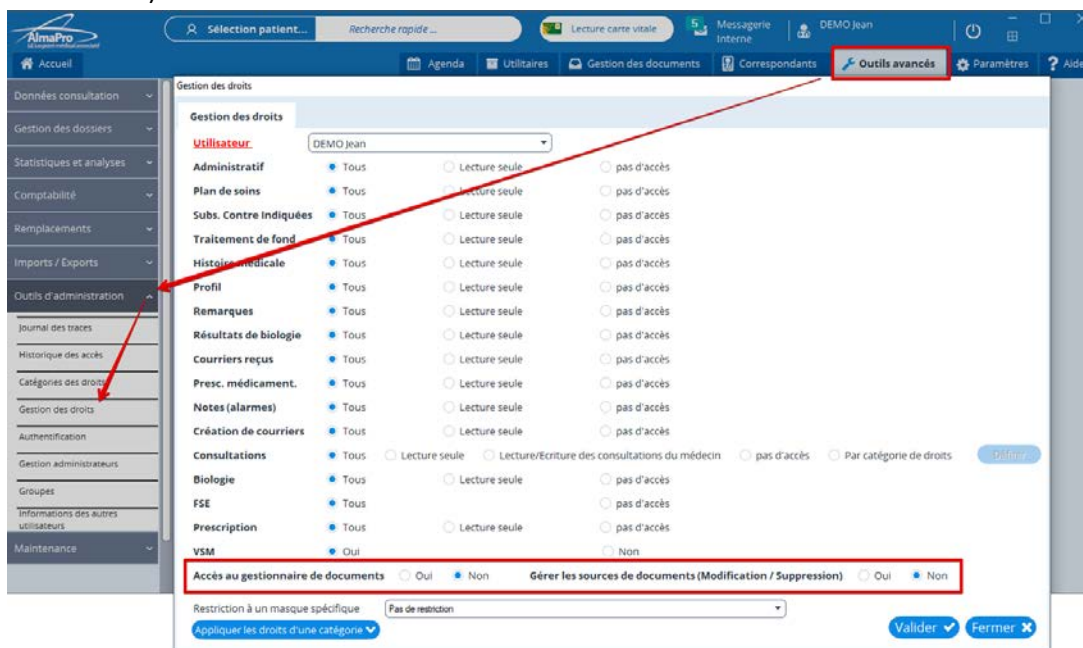 AlmaPro
Sélection patient...
Recherche rapide ...
Lecture carte vitale
5
Messagerie Interne
DEMO Jean
Accueil
Agenda
Utilitaires
Gestion des documents
Correspondants
Outils avancés
Paramètres
? Aide
Données consultation
Gestion des dossiers
Statistiques et analyses
Comptabilité
Remplacements
Imports / Exports
Outils d'administration
Journal des traces
Historique des accès
Catégories des droits
Gestion des droits
Authentification
Gestion administrateurs
Groupes
Informations des autres
utilisateurs
Maintenance
Gestion des droits
Gestion des droits
Utilisateur DEMO Jean
Administratif Tous Lecture seule pas d'accès
Plan de soins Tous Lecture seule pas d'accès
Subs. Contre Indiquées Tous Lecture seule pas d'accès
Traitement de fond Tous Lecture seule pas d'accès
Histoire médicale Tous Lecture seule pas d'accès
Profil Tous Lecture seule pas d'accès
Remarques Tous Lecture seule pas d'accès
Résultats de biologie Tous Lecture seule pas d'accès
Courriers reçus Tous Lecture seule pas d'accès
Presc. médicament. Tous Lecture seule pas d'accès
Notes (alarmes) Tous Lecture seule pas d'accès
Création de courriers Tous Lecture seule pas d'accès
Consultations Tous Lecture seule Lecture/Ecriture des consultations du médecin pas d'accès Par catégorie de droits Définir
Biologie Tous Lecture seule pas d'accès
FSE Tous pas d'accès
Prescription Tous Lecture seule pas d'accès
VSM Oui Non
Accès au gestionnaire de documents Oui Non Gérer les sources de documents (Modification / Suppression) Oui Non
Restriction à un masque spécifique Pas de restriction
Appliquer les droits d'une catégorie
Valider Fermer